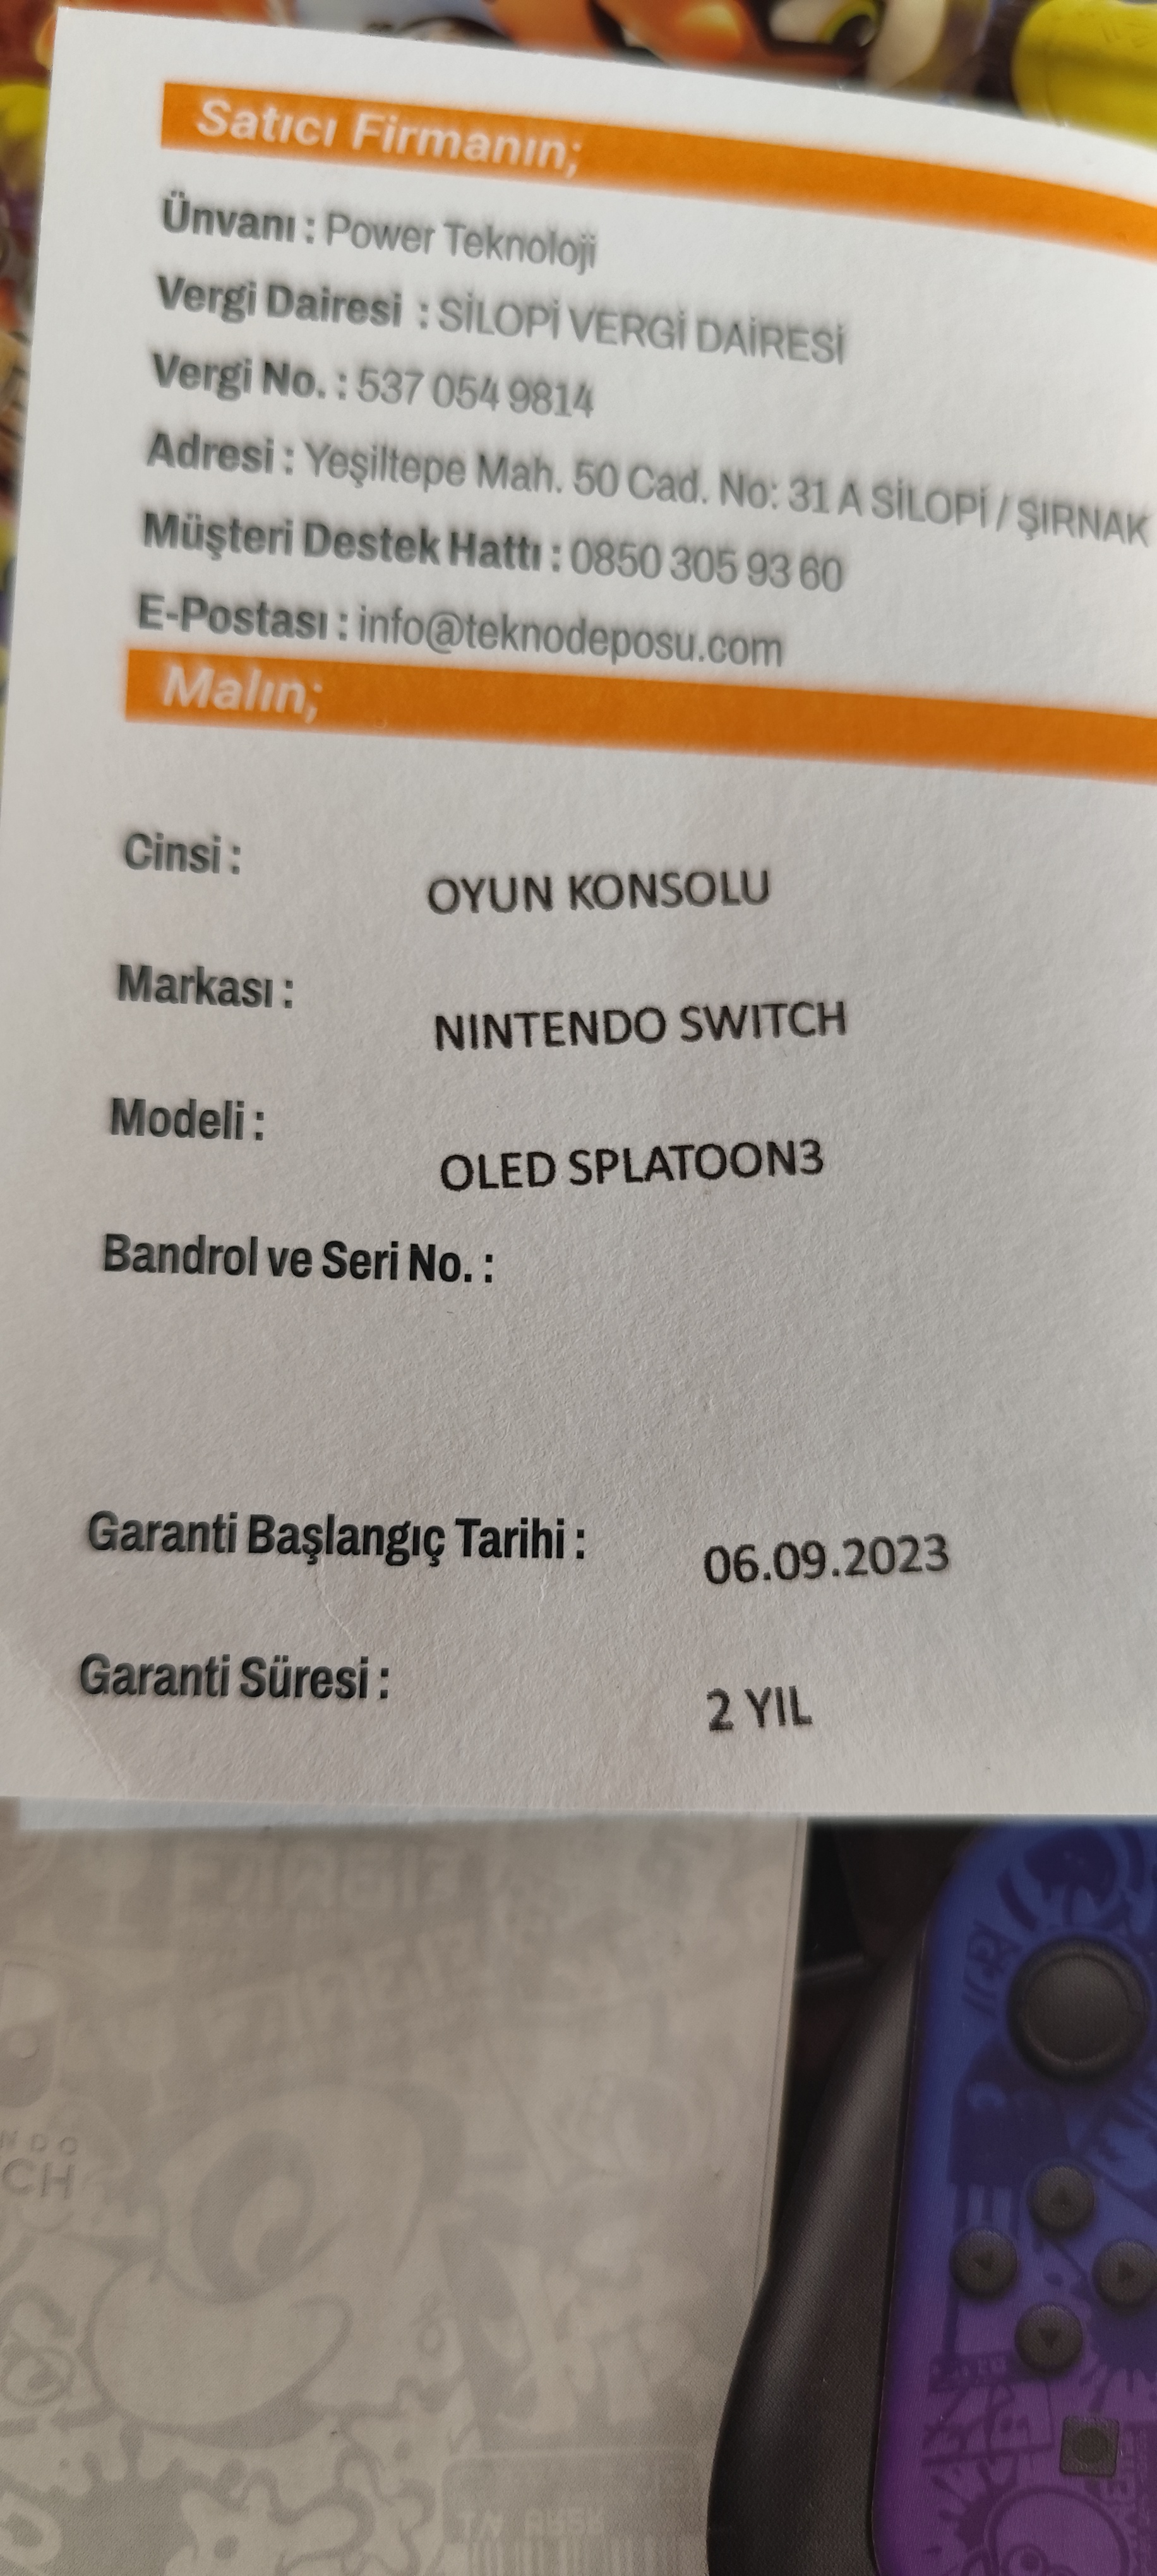 Satıcı Firmanın;
Ünvanı : Power Teknoloji
Vergi Dairesi : SİLOPİ VERGİ DAİRESİ
Vergi No. : 537 054 9814
Adresi : Yeşiltepe Mah. 50 Cad. No: 31 A SİLOPİ / ŞIRNAK
Müşteri Destek Hattı : 0850 305 93 60
E-Postası : info@teknodeposu.com
Malın;
Cinsi :
OYUN KONSOLU
Markası :
NINTENDO SWITCH
Modeli :
OLED SPLATOON3
Bandrol ve Seri No. :
Garanti Başlangıç Tarihi :
06.09.2023
Garanti Süresi :
2 YIL
NDO
CH